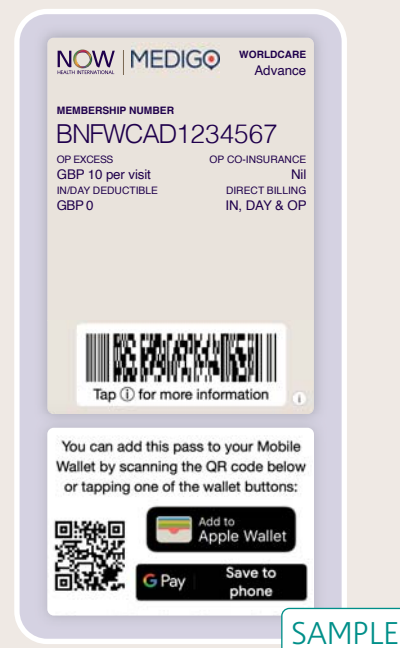 NOW MEDIGO WORLDCARE
HEALTH INTERNATIONAL Advance
MEMBERSHIP NUMBER
BNFWCAD1234567
OP EXCESS OP CO-INSURANCE
GBP 10 per visit Nil
IN/DAY DEDUCTIBLE DIRECT BILLING
GBP 0 IN, DAY & OP
Tap ⓘ for more information ⓘ
You can add this pass to your Mobile
Wallet by scanning the QR code below
or tapping one of the wallet buttons:
Add to
Apple Wallet
G Pay Save to
phone
SAMPLE